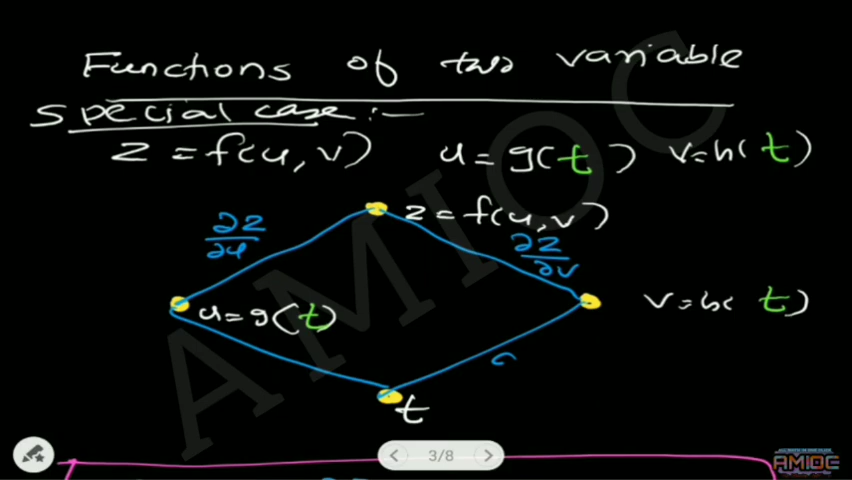 Functions of two variable
Special case :-
z = f(u, v) u = g(t) v = h(t)
∂z/∂u
z = f(u, v)
∂z/∂v
u = g(t)
v = h(t)
t
3/8
AMIOC
AMIOC